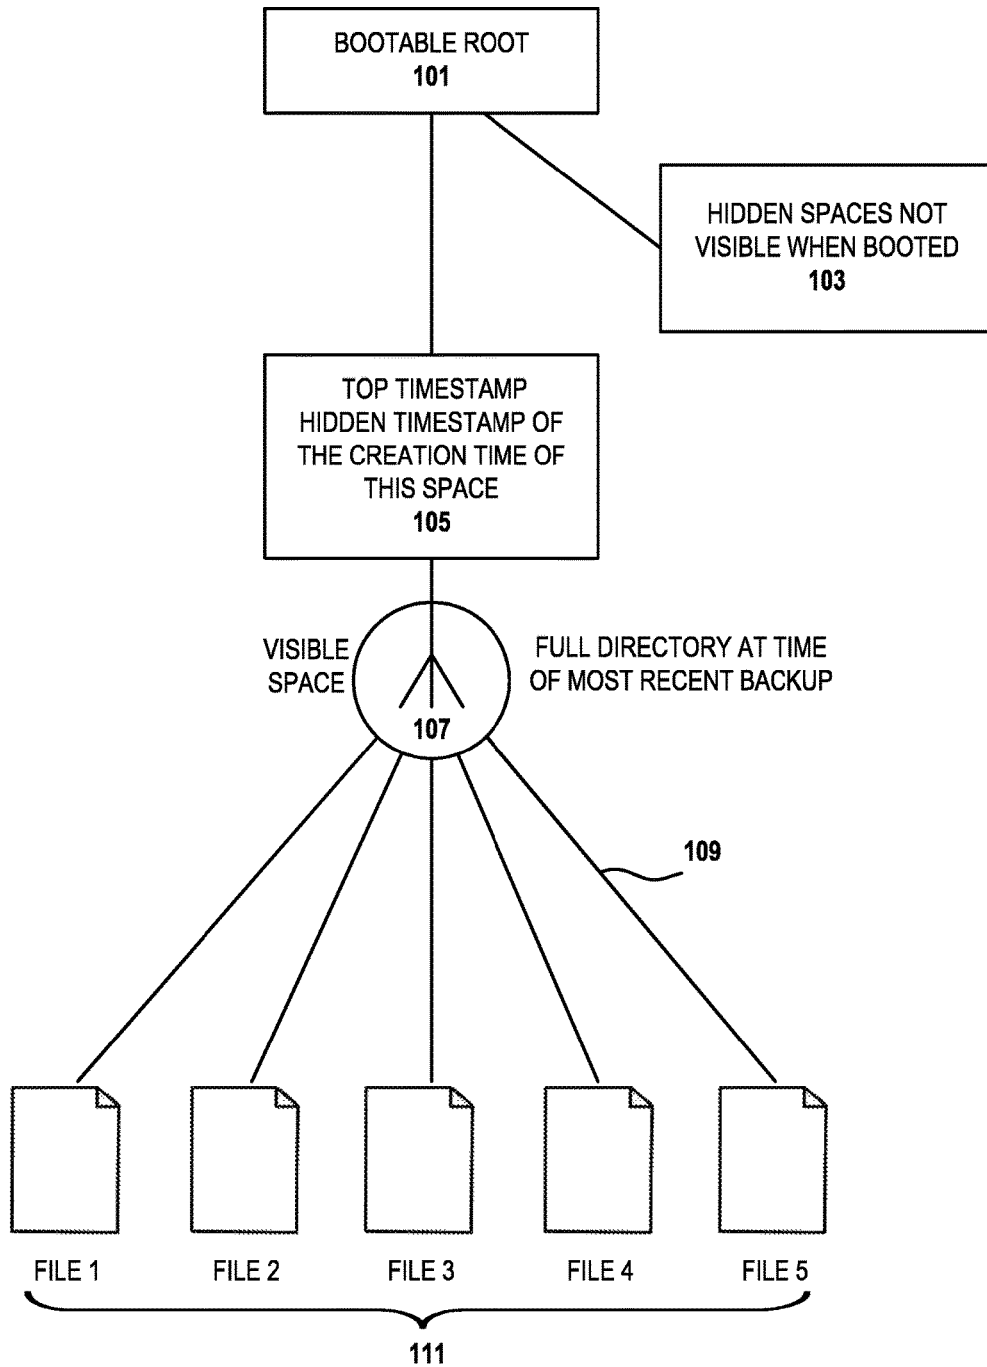 BOOTABLE ROOT
101
HIDDEN SPACES NOT
VISIBLE WHEN BOOTED
103
TOP TIMESTAMP
HIDDEN TIMESTAMP OF
THE CREATION TIME OF
THIS SPACE
105
VISIBLE
SPACE
FULL DIRECTORY AT TIME
OF MOST RECENT BACKUP
107
109
FILE 1
FILE 2
FILE 3
FILE 4
FILE 5
111